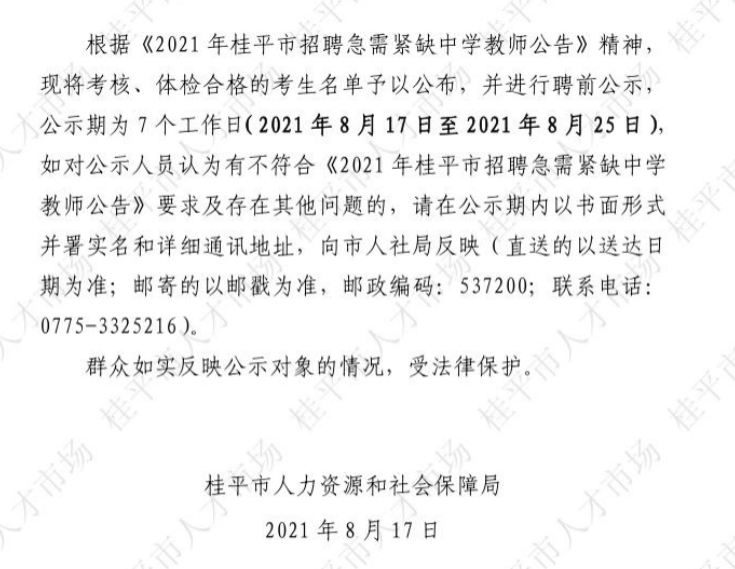 根据《2021年桂平市招聘急需紧缺中学教师公告》精神，
现将考核、体检合格的考生名单予以公布，并进行聘前公示，
公示期为7个工作日(2021年8月17日至2021年8月25日)，
如对公示人员认为有不符合《2021年桂平市招聘急需紧缺中学
教师公告》要求及存在其他问题的，请在公示期内以书面形式
并署实名和详细通讯地址，向市人社局反映（直送的以送达日
期为准；邮寄的以邮戳为准，邮政编码：537200；联系电话：
0775-3325216）。
群众如实反映公示对象的情况，受法律保护。
桂平市人力资源和社会保障局
2021年8月17日
桂平市人才市场